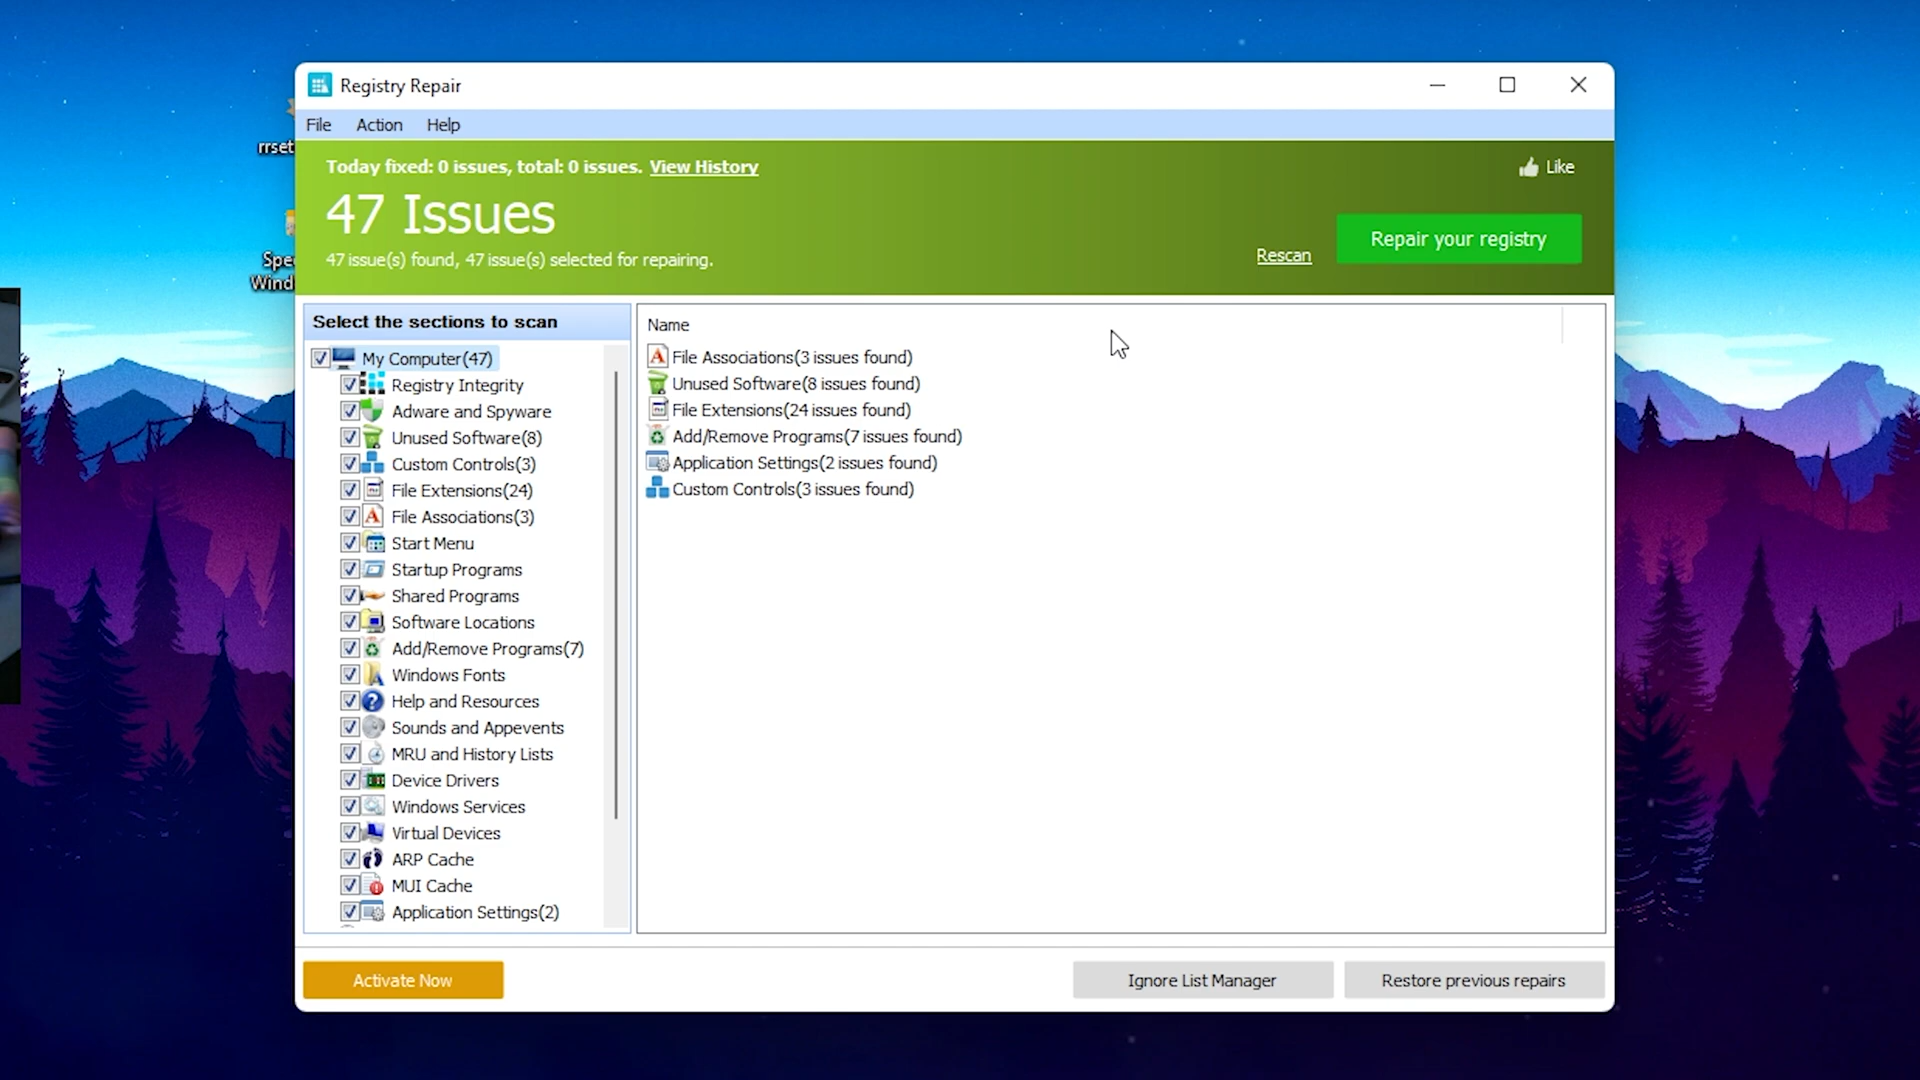 Registry Repair
File Action Help
rrset
Today fixed: 0 issues, total: 0 issues. View History
Like
47 Issues
Repair your registry
Rescan
47 issue(s) found, 47 issue(s) selected for repairing.
Spec
Wind
Select the sections to scan
My Computer(47)
Registry Integrity
Adware and Spyware
Unused Software(8)
Custom Controls(3)
File Extensions(24)
File Associations(3)
Start Menu
Startup Programs
Shared Programs
Software Locations
Add/Remove Programs(7)
Windows Fonts
Help and Resources
Sounds and Appevents
MRU and History Lists
Device Drivers
Windows Services
Virtual Devices
ARP Cache
MUI Cache
Application Settings(2)
Name
File Associations(3 issues found)
Unused Software(8 issues found)
File Extensions(24 issues found)
Add/Remove Programs(7 issues found)
Application Settings(2 issues found)
Custom Controls(3 issues found)
Activate Now
Ignore List Manager
Restore previous repairs